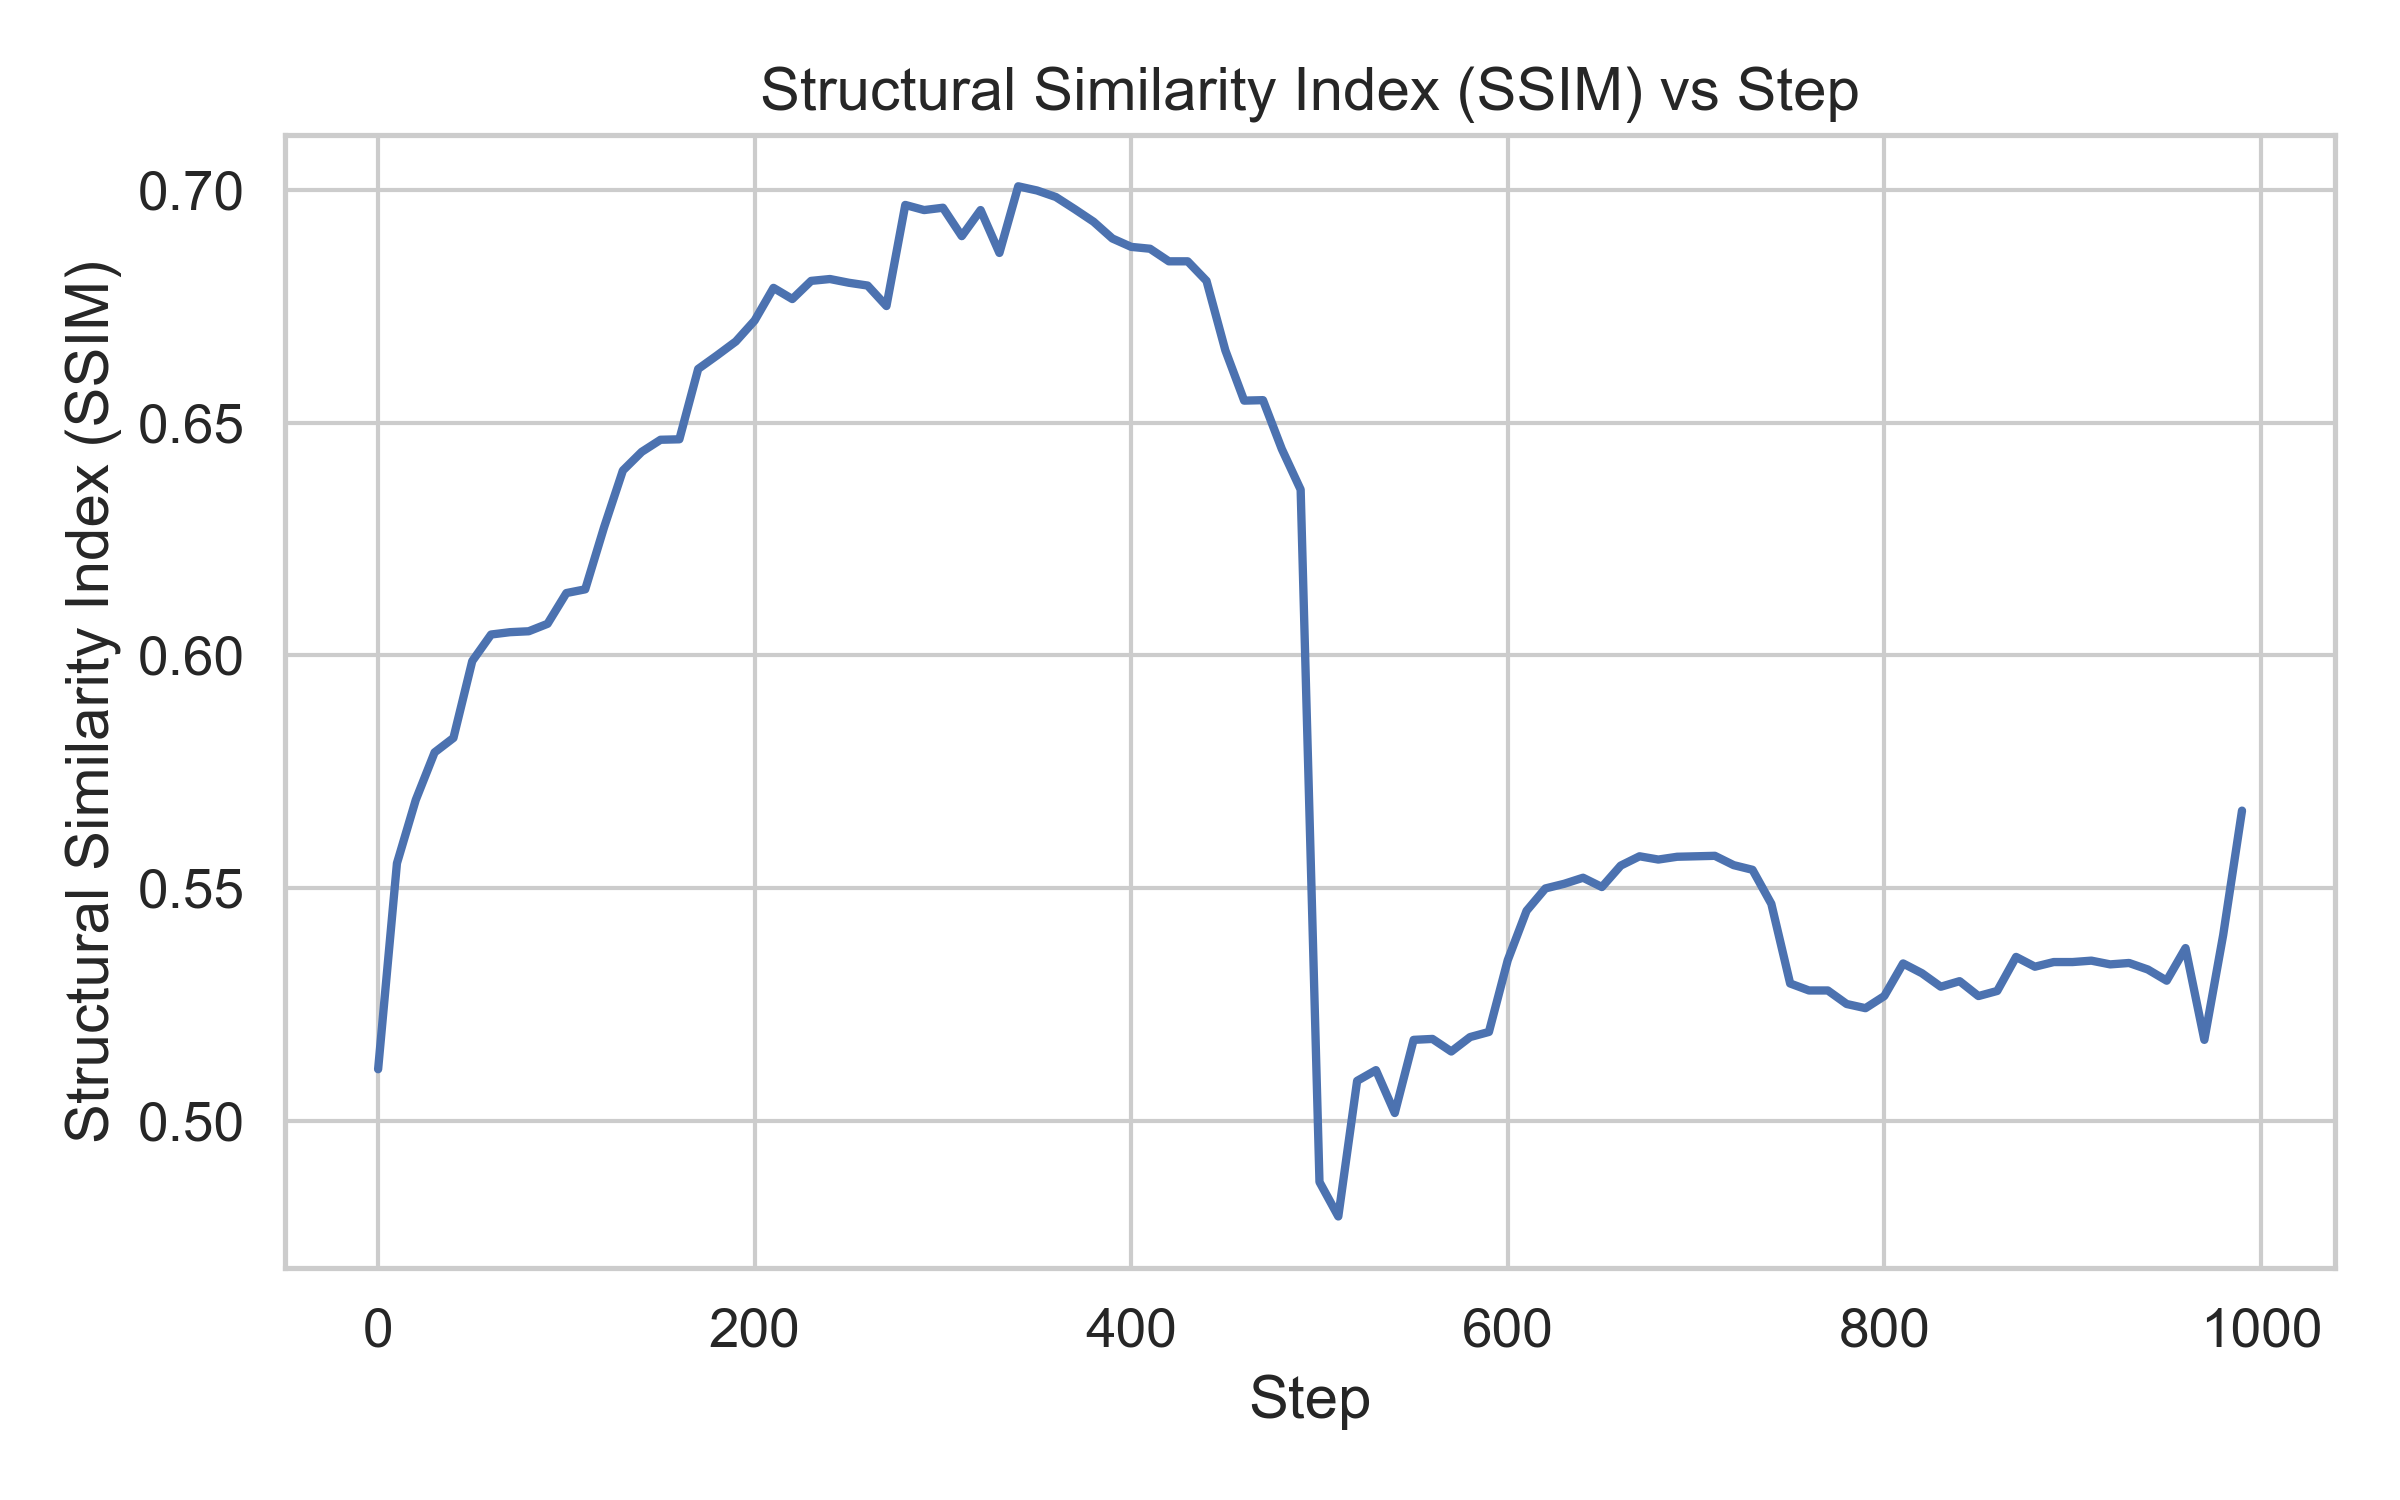 Structural Similarity Index (SSIM) vs Step
Structural Similarity Index (SSIM)
0.70
0.65
0.60
0.55
0.50
0 200 400 600 800 1000
Step